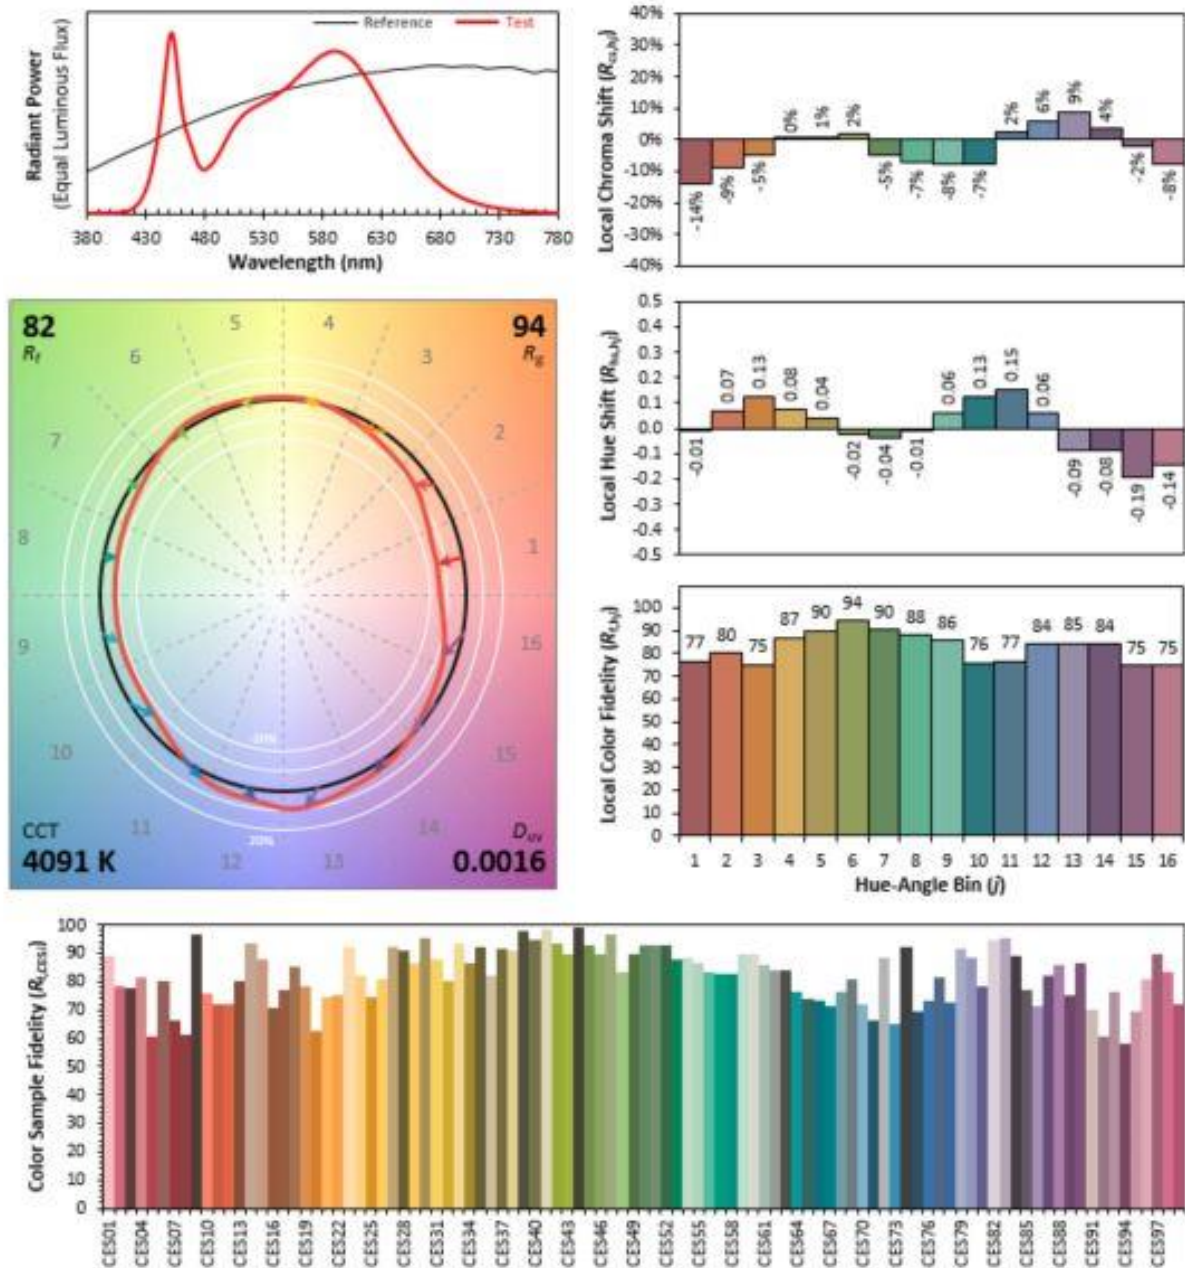 Reference Test
Radiant Power
(Equal Luminous Flux)
380 430 480 530 580 630 680 730 780
Wavelength (nm)
Local Chroma Shift (Rcs,hj)
40%
30%
20%
10%
0%
-10%
-20%
-30%
-40%
-14% -9% -5% 0% 1% 2% -5% -7% -8% -7% 2% 6% 9% 4% -2% -8%
82
Rf
94
Rg
5 4
6 3
7 2
8 1
9 16
10 15
11 14
12 13
-20%
20%
CCT
4091 K
Duv
0.0016
Local Hue Shift (Rhs,hj)
0.5
0.4
0.3
0.2
0.1
0.0
-0.1
-0.2
-0.3
-0.4
-0.5
-0.01 0.07 0.13 0.08 0.04 -0.02 -0.04 -0.01 0.06 0.13 0.15 0.06 -0.09 -0.08 -0.19 -0.14
Local Color Fidelity (Rf,hj)
100
90
80
70
60
50
40
30
20
10
0
77 80 75 87 90 94 90 88 86 76 77 84 85 84 75 75
1 2 3 4 5 6 7 8 9 10 11 12 13 14 15 16
Hue-Angle Bin (j)
Color Sample Fidelity (Rf,CESi)
100
90
80
70
60
50
40
30
20
10
0
CES01 CES04 CES07 CES10 CES13 CES16 CES19 CES22 CES25 CES28 CES31 CES34 CES37 CES40 CES43 CES46 CES49 CES52 CES55 CES58 CES61 CES64 CES67 CES70 CES73 CES76 CES79 CES82 CES85 CES88 CES91 CES94 CES97